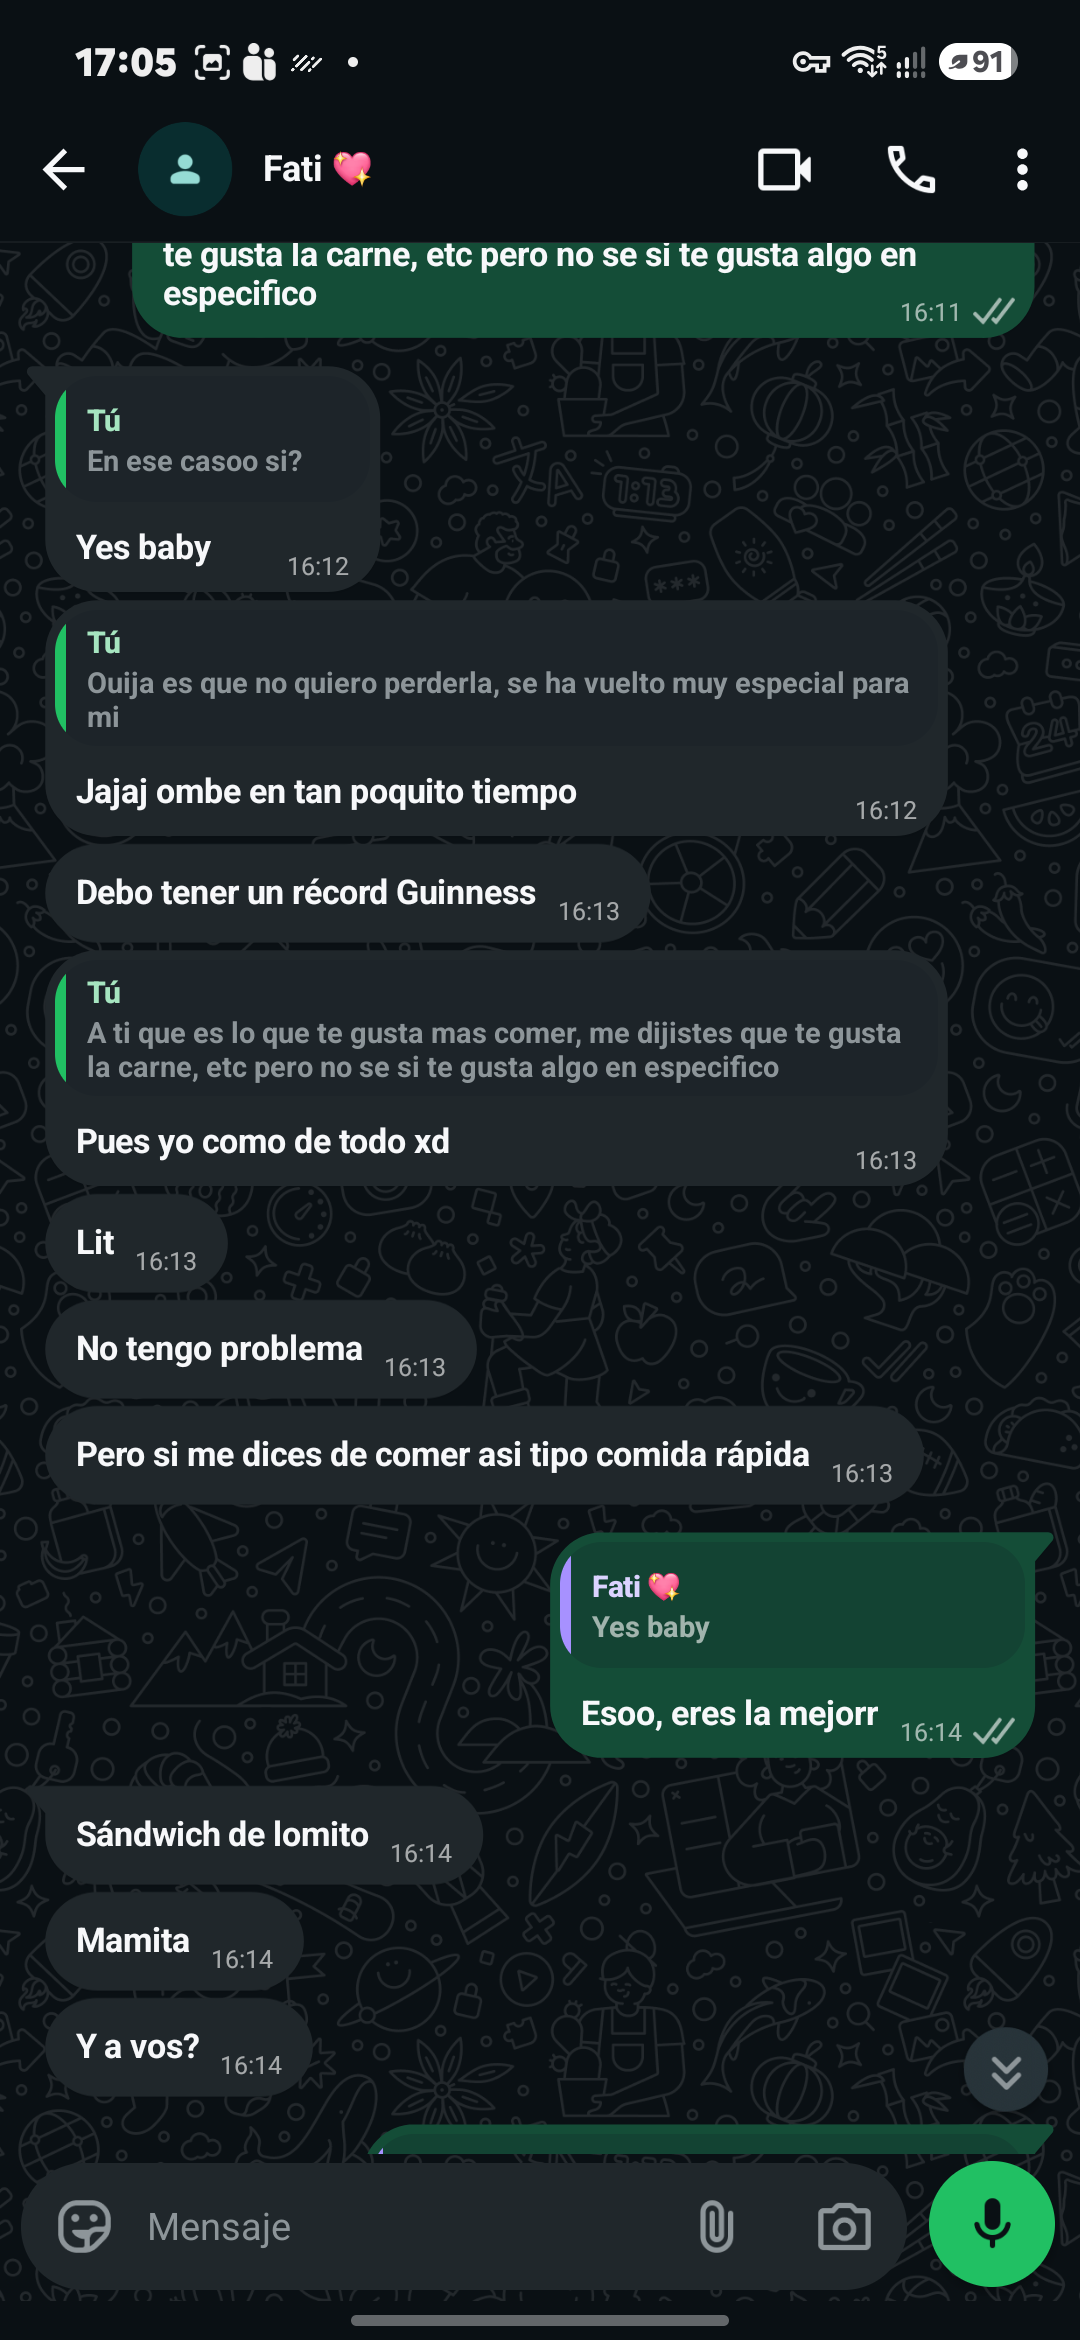 17:05
5
91
Fati 💖
te gusta la carne, etc pero no se si te gusta algo en
especifico
16:11
Tú
En ese casoo si?
Yes baby
16:12
Tú
Ouija es que no quiero perderla, se ha vuelto muy especial para
mi
Jajaj ombe en tan poquito tiempo
16:12
Debo tener un récord Guinness
16:13
Tú
A ti que es lo que te gusta mas comer, me dijistes que te gusta
la carne, etc pero no se si te gusta algo en especifico
Pues yo como de todo xd
16:13
Lit
16:13
No tengo problema
16:13
Pero si me dices de comer asi tipo comida rápida
16:13
Fati 💖
Yes baby
Esoo, eres la mejorr
16:14
Sándwich de lomito
16:14
Mamita
16:14
Y a vos?
16:14
Mensaje